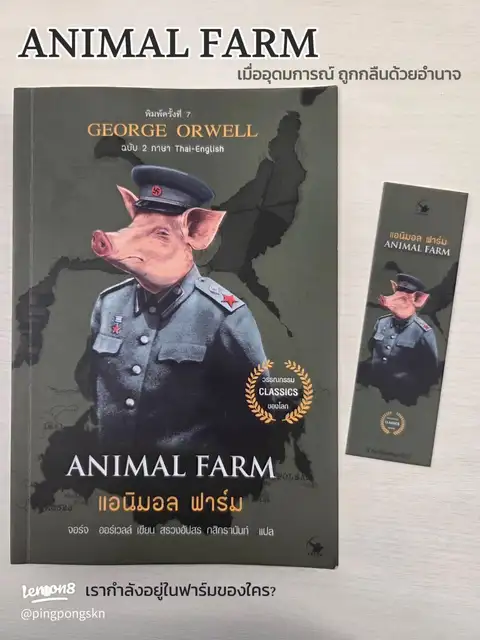 ANIMAL FARM
เมื่ออุดมการณ์ ถูกกลืนด้วยอำนาจ
พิมพ์ครั้งที่ 7
GEORGE ORWELL
ฉบับ 2 ภาษา Thai-English
แอนิมอล ฟาร์ม
ANIMAL FARM
วรรณกรรม
CLASSICS
ของโลก
ANIMAL FARM
แอนิมอล ฟาร์ม
จอร์จ ออร์เวลล์ เขียน สรวงอัปสร กสิกรานันท์ แปล
CLASSICS
Lemon8
เรากำลังอยู่ในฟาร์มของใคร?
@pingpongskn